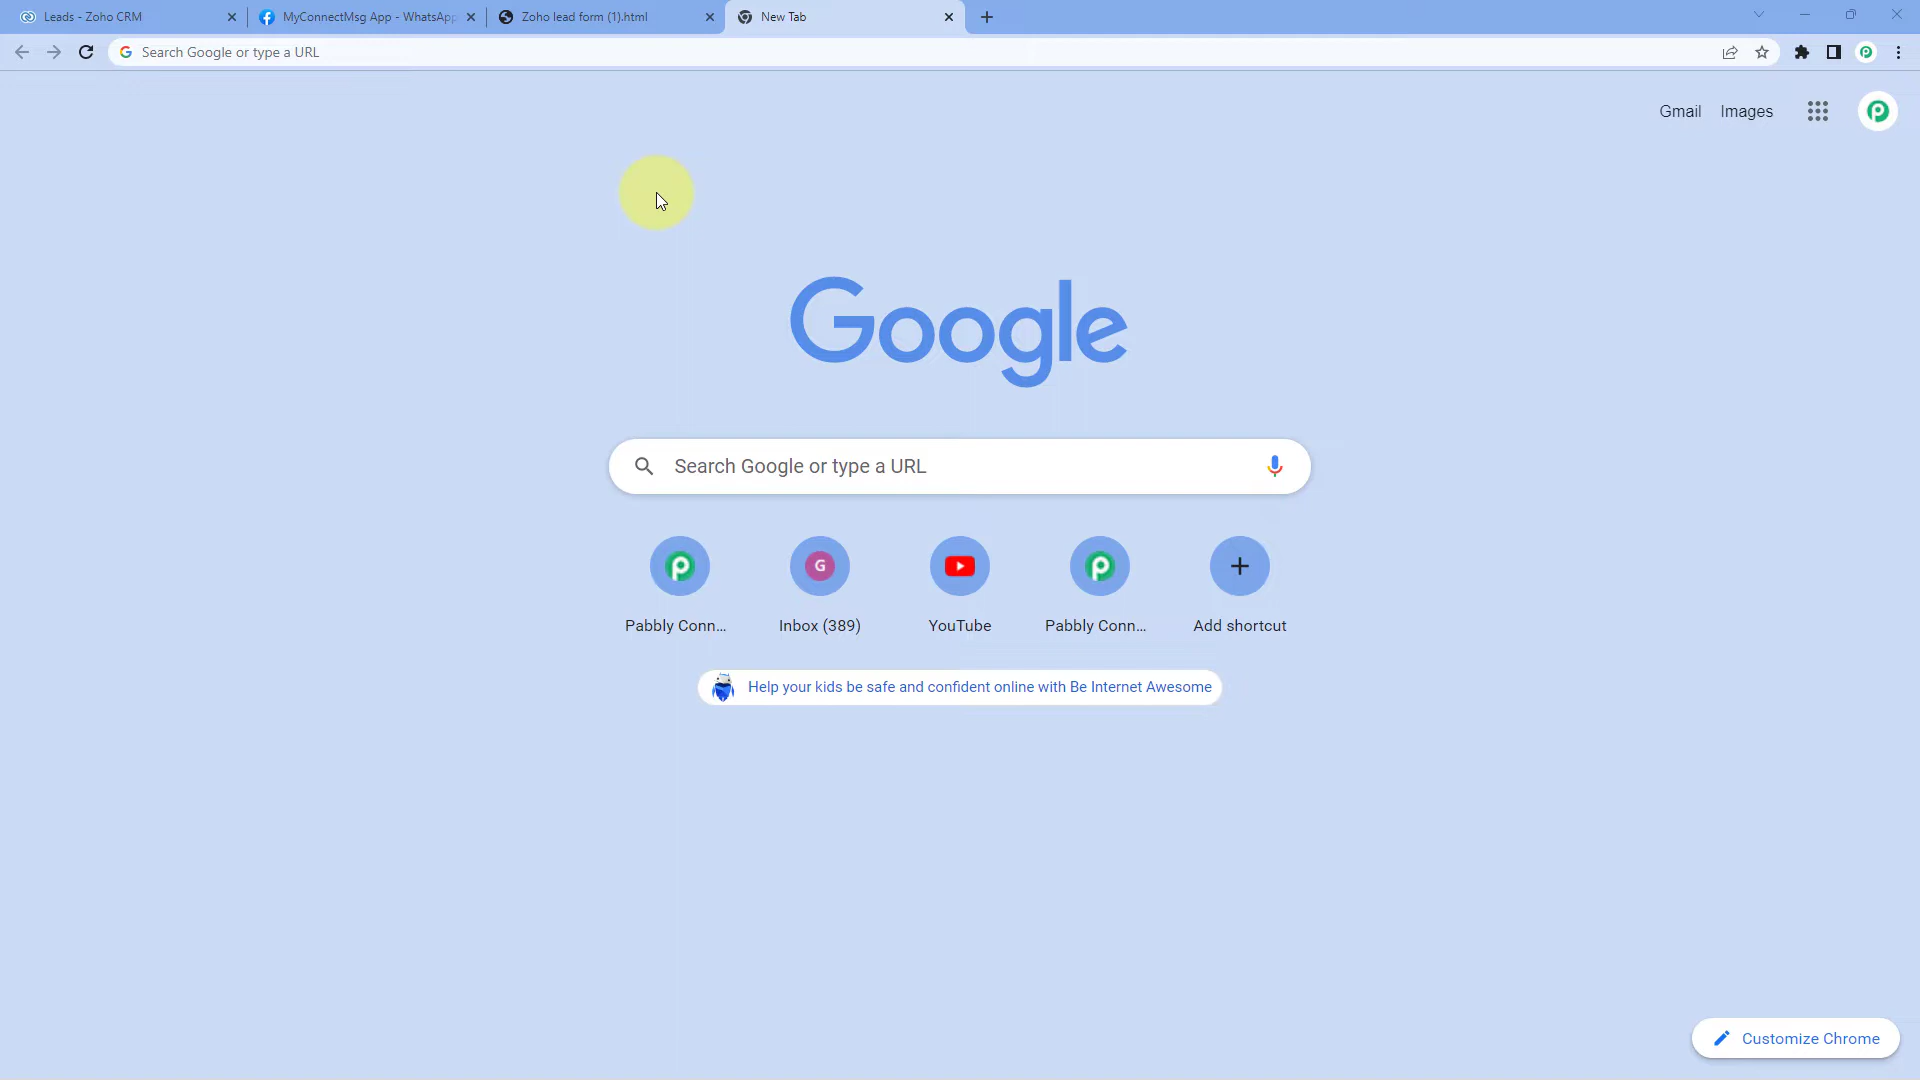 Leads - Zoho CRM
MyConnectMsg App - WhatsApp
Zoho lead form (1).html
New Tab
Search Google or type a URL
Gmail
Images
Google
Search Google or type a URL
G
Pabbly Conn...
Inbox (389)
YouTube
Pabbly Conn...
Add shortcut
Help your kids be safe and confident online with Be Internet Awesome
Customize Chrome